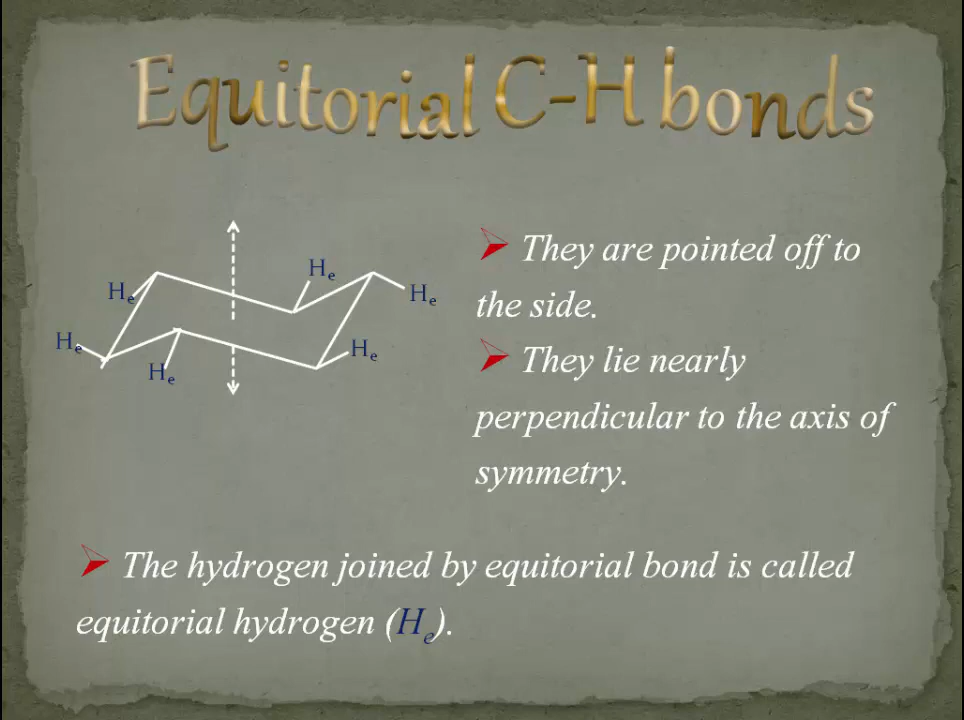 Equitorial C-H bonds
He
He
He
He
He
He
They are pointed off to
the side.
They lie nearly
perpendicular to the axis of
symmetry.
The hydrogen joined by equitorial bond is called
equitorial hydrogen (He).